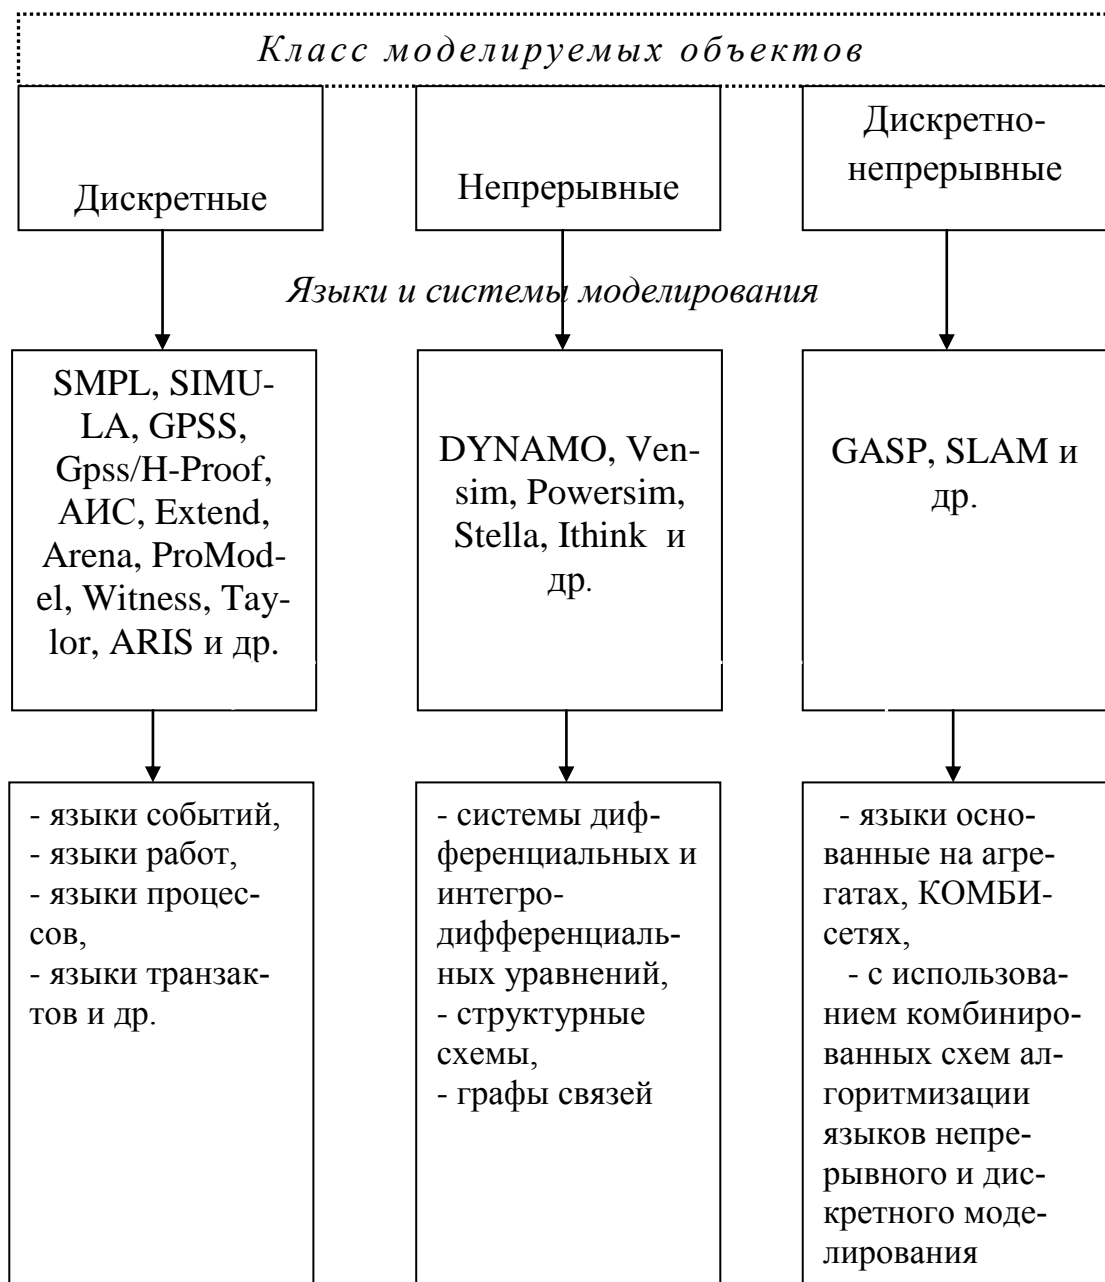 Класс моделируемых объектов
Дискретные
Непрерывные
Дискретно-
непрерывные
Языки и системы моделирования
SMPL, SIMU-
LA, GPSS,
Gpss/H-Proof,
АИС, Extend,
Arena, ProMod-
el, Witness, Tay-
lor, ARIS и др.
DYNAMO, Ven-
sim, Powersim,
Stella, Ithink и
др.
GASP, SLAM и
др.
- языки событий,
- языки работ,
- языки процес-
сов,
- языки транзак-
тов и др.
- системы диф-
ференциальных и
интегро-
дифференциаль-
ных уравнений,
- структурные
схемы,
- графы связей
- языки осно-
ванные на агре-
гатах, КОМБИ-
сетях,
- с использова-
нием комбиниро-
ванных схем ал-
горитмизации
языков непре-
рывного и дис-
кретного моде-
лирования